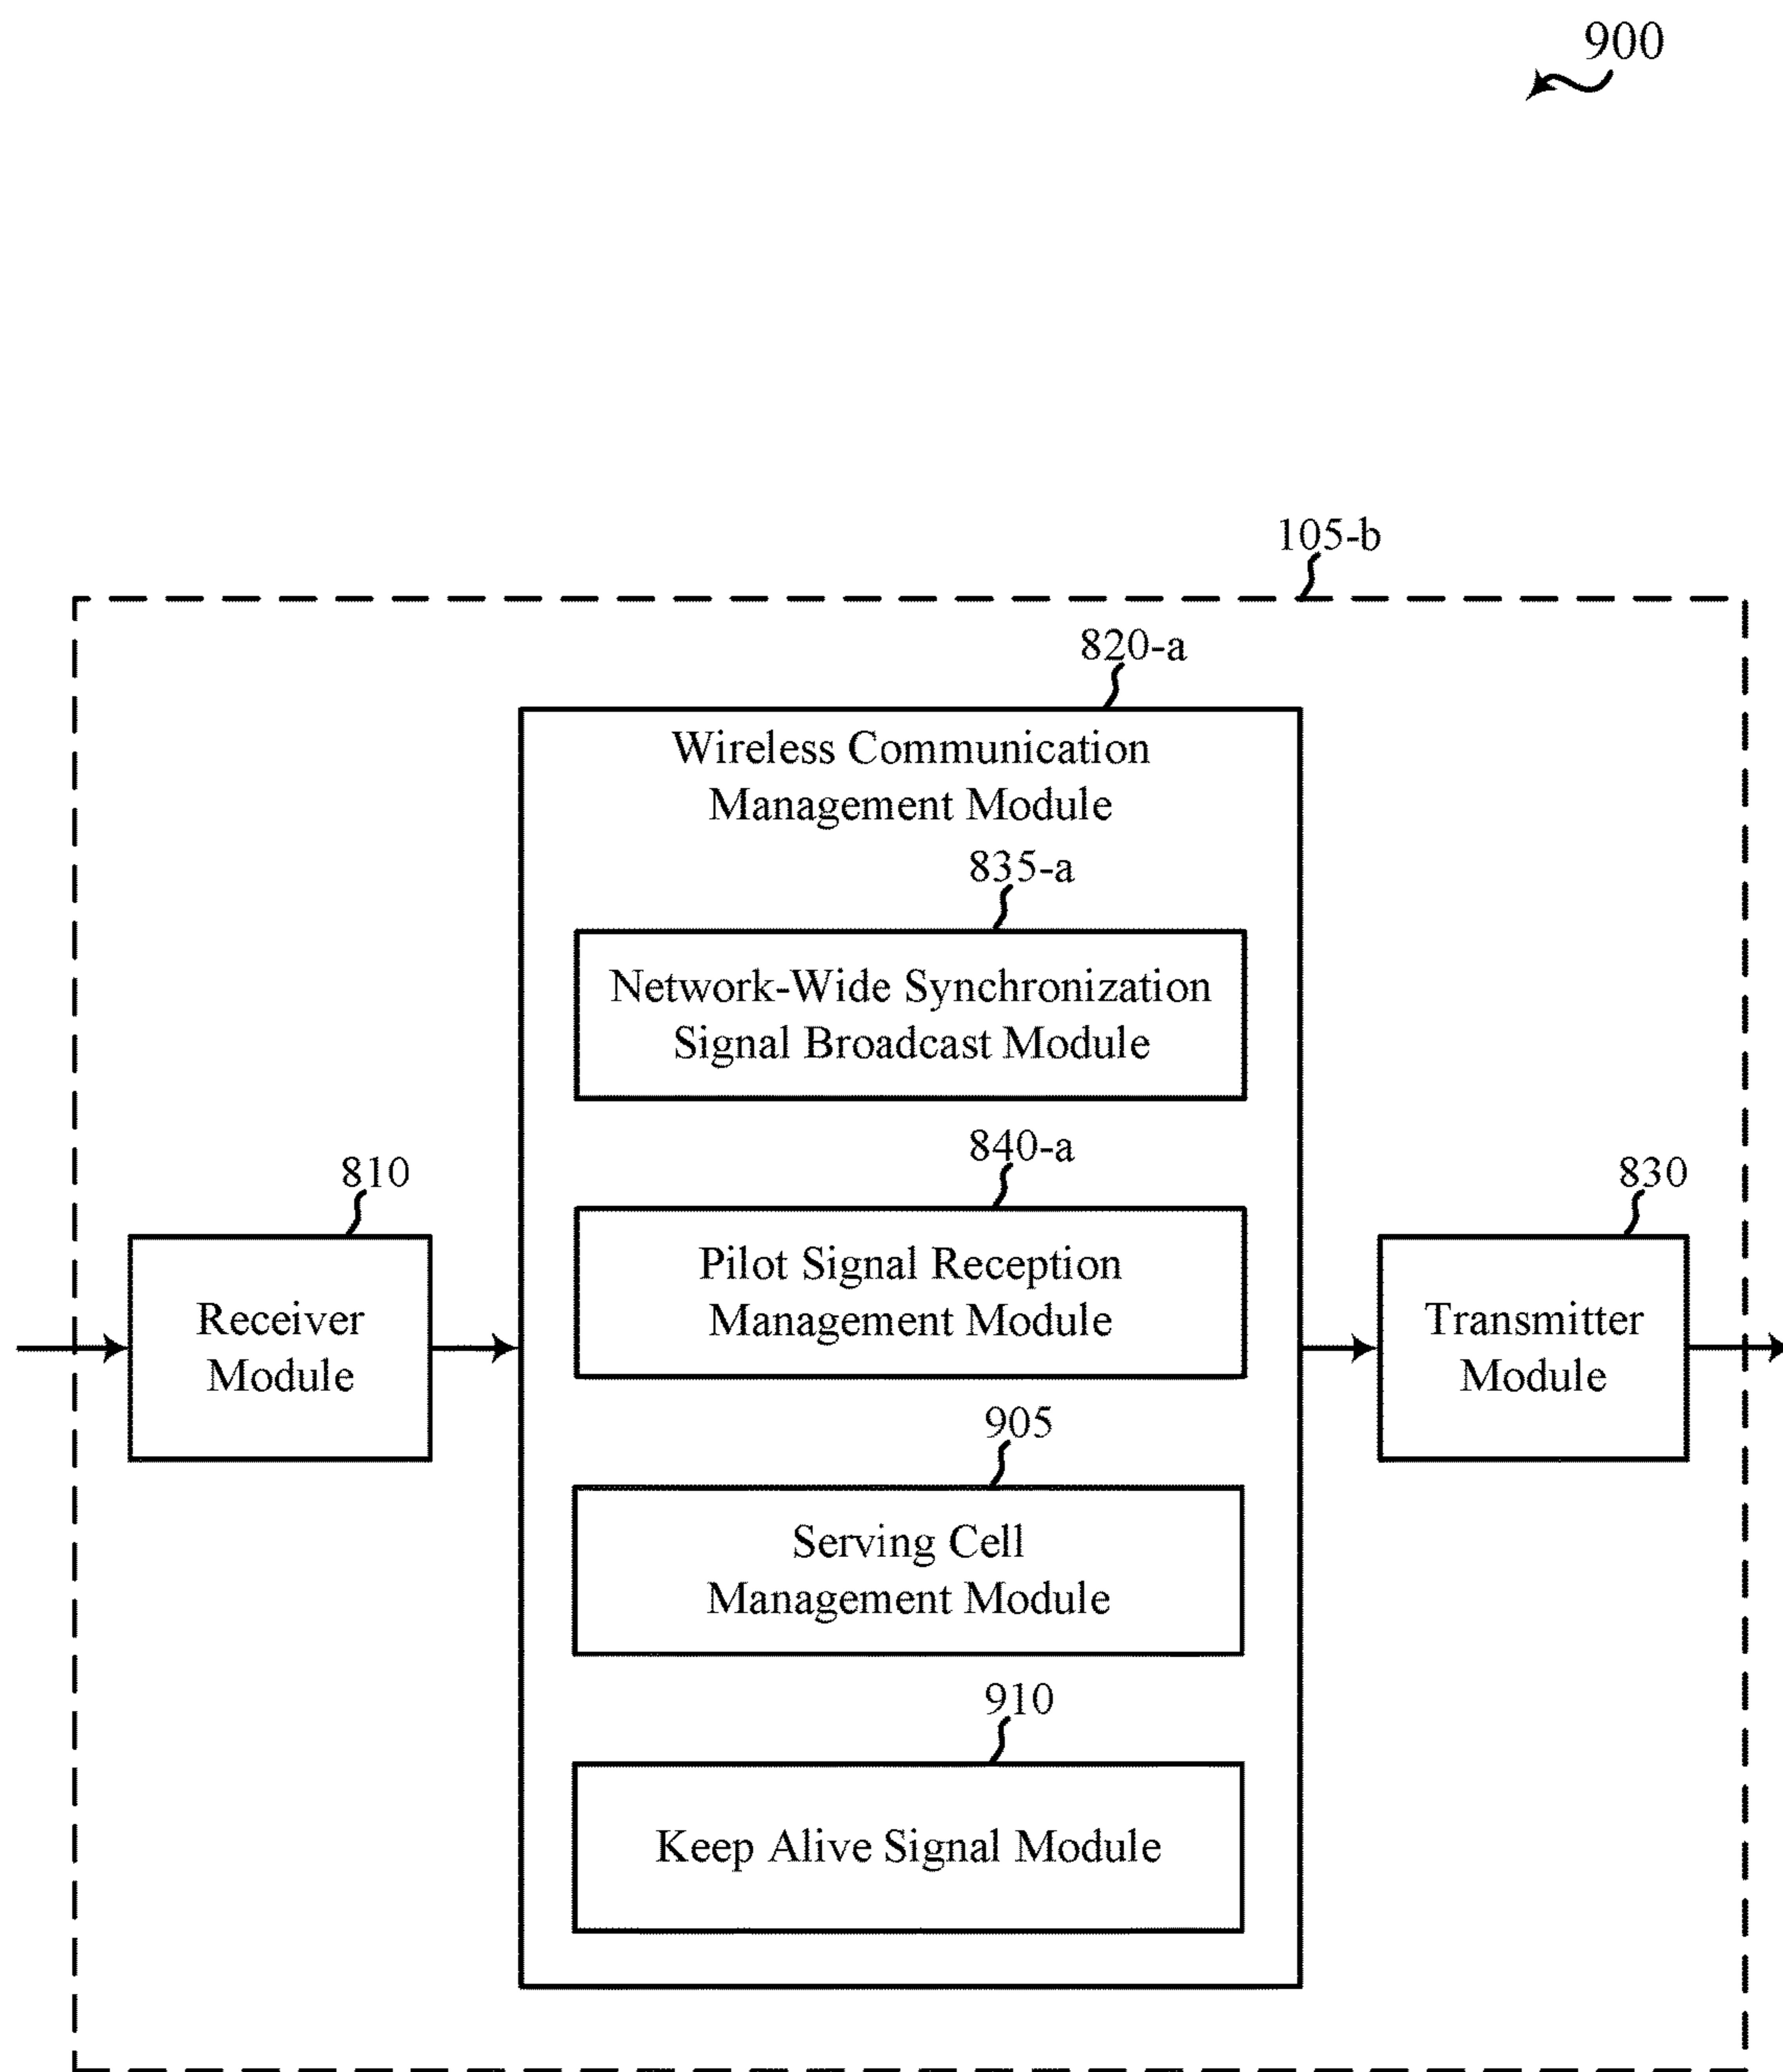 900
105-b
820-a
Wireless Communication
Management Module
835-a
Network-Wide Synchronization
Signal Broadcast Module
840-a
Pilot Signal Reception
Management Module
810
Receiver
Module
830
Transmitter
Module
905
Serving Cell
Management Module
910
Keep Alive Signal Module